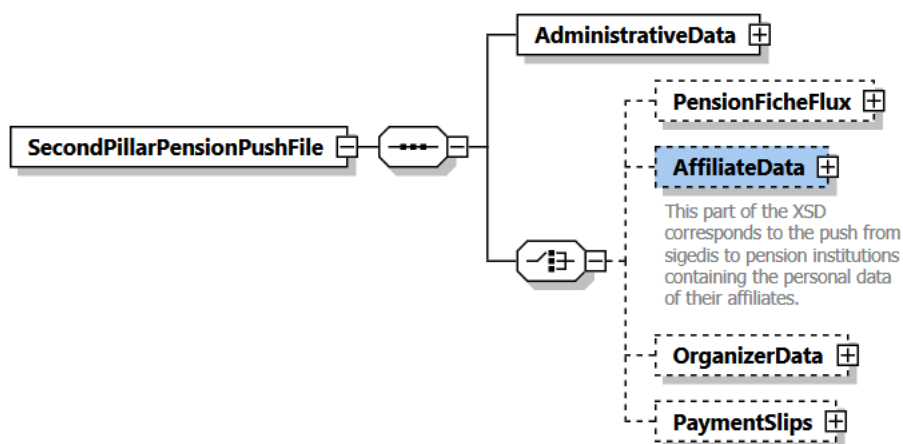 AdministrativeData
PensionFicheFlux
SecondPillarPensionPushFile
AffiliateData
This part of the XSD
corresponds to the push from
sigedis to pension institutions
containing the personal data
of their affiliates.
OrganizerData
PaymentSlips